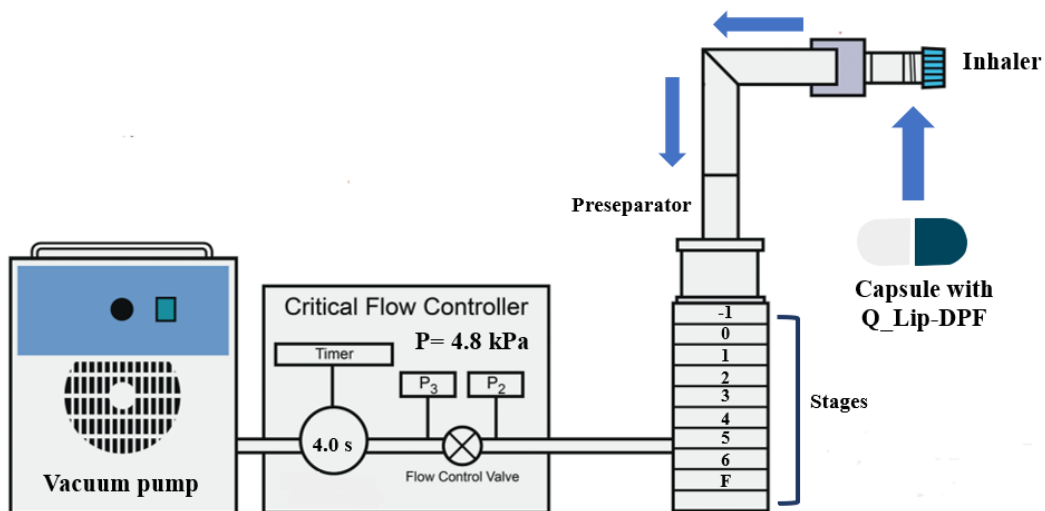 Inhaler
Preseparator
Capsule with
Q_Lip-DPF
Critical Flow Controller
P= 4.8 kPa
Timer
P3
P2
4.0 s
Flow Control Valve
Vacuum pump
-1
0
1
2
3
4
5
6
F
Stages